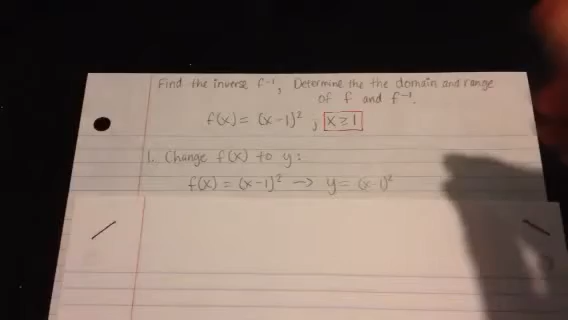 Find the inverse f⁻¹, Determine the the domain and range
of f and f⁻¹.
f(x) = (x-1)² ; x≥1
1. Change f(x) to y:
f(x) = (x-1)² → y = (x-1)²